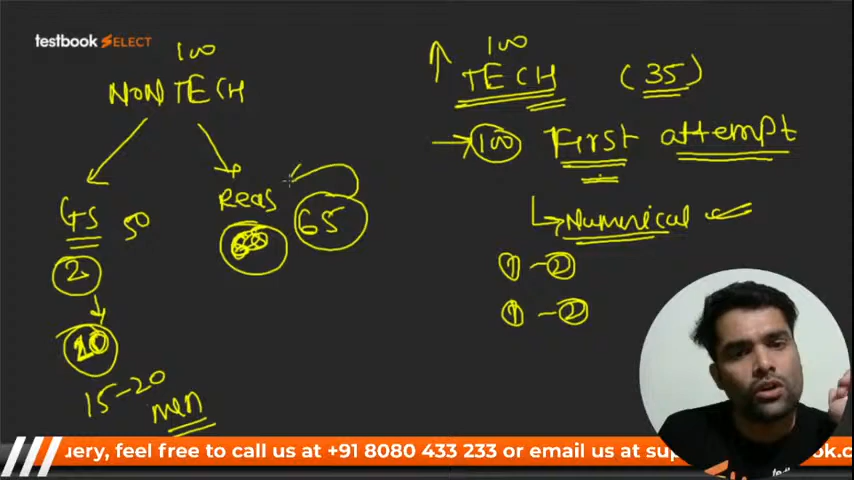 testbook SELECT
100
NON TECH
GS 50
2
10
15-20
min
Reas
65
100
TECH (35)
100 First attempt
Numerical
1 - 2
1 - 2
uery, feel free to call us at +91 8080 433 233 or email us at sup ok.c